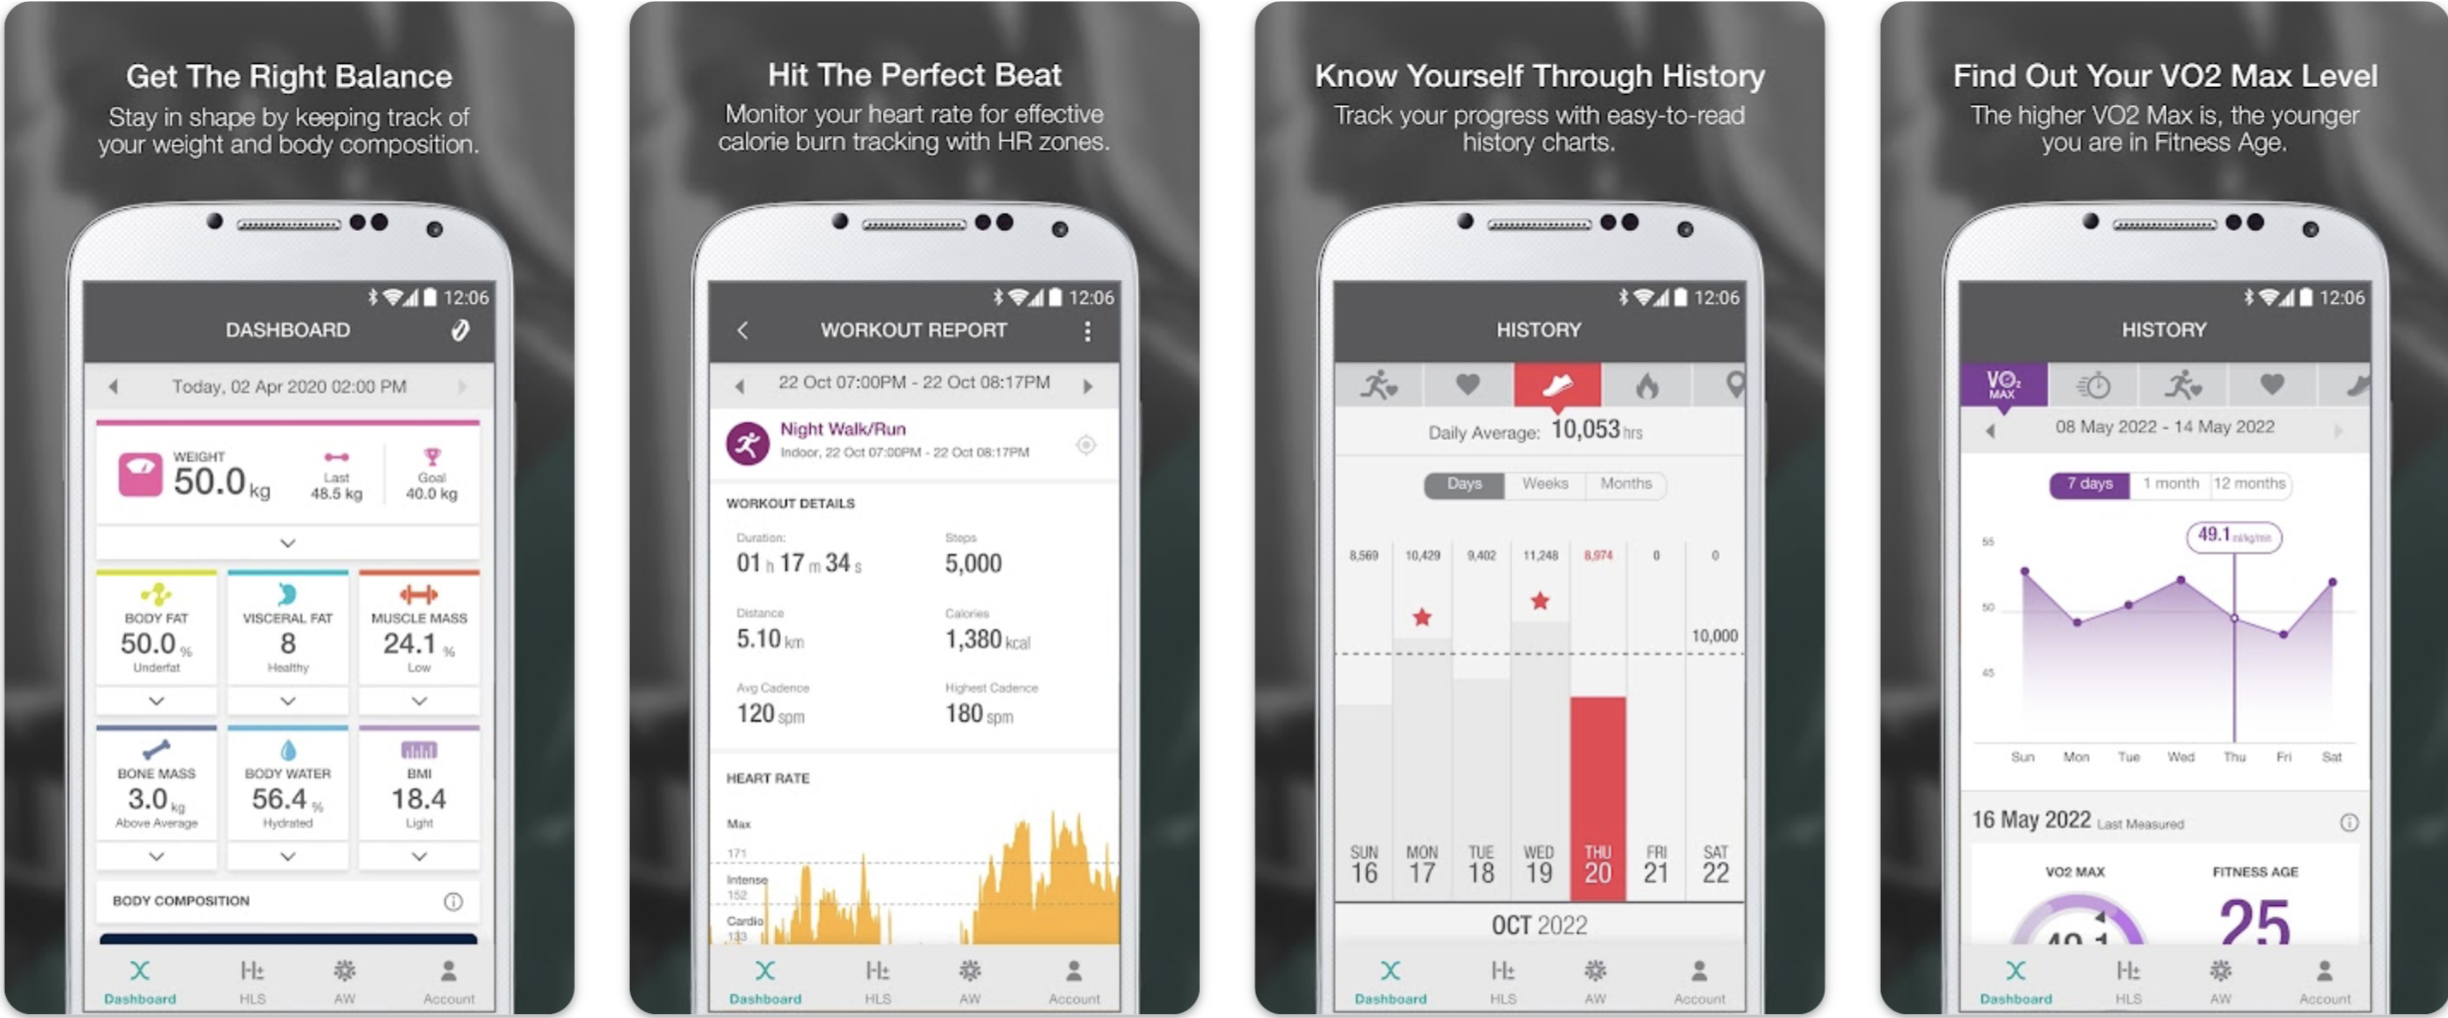 Get The Right Balance
Stay in shape by keeping track of
your weight and body composition.
12:06
DASHBOARD
Today, 02 Apr 2020 02:00 PM
WEIGHT
50.0 kg
Last
48.5 kg
Goal
40.0 kg
BODY FAT
50.0 %
Underfat
VISCERAL FAT
8
Healthy
MUSCLE MASS
24.1 %
Low
BONE MASS
3.0 kg
Above Average
BODY WATER
56.4 %
Hydrated
BMI
18.4
Light
BODY COMPOSITION
Dashboard
HLS
AW
Account
Hit The Perfect Beat
Monitor your heart rate for effective
calorie burn tracking with HR zones.
12:06
WORKOUT REPORT
22 Oct 07:00PM - 22 Oct 08:17PM
Night Walk/Run
Indoor, 22 Oct 07:00PM - 22 Oct 08:17PM
WORKOUT DETAILS
Duration:
01 h 17 m 34 s
Steps
5,000
Distance
5.10 km
Calories
1,380 kcal
Avg Cadence
120 spm
Highest Cadence
180 spm
HEART RATE
Max
171
Intense
152
Cardio
133
Dashboard
HLS
AW
Account
Know Yourself Through History
Track your progress with easy-to-read
history charts.
12:06
HISTORY
Daily Average: 10,053 hrs
Days Weeks Months
8,569 10,429 9,402 11,248 8,974 0 0
10,000
SUN MON TUE WED THU FRI SAT
16 17 18 19 20 21 22
OCT 2022
Dashboard
HLS
AW
Account
Find Out Your VO2 Max Level
The higher VO2 Max is, the younger
you are in Fitness Age.
12:06
HISTORY
VO2
MAX
08 May 2022 - 14 May 2022
7 days 1 month 12 months
49.1 ml/kg/min
55
50
45
Sun Mon Tue Wed Thu Fri Sat
16 May 2022 Last Measured
VO2 MAX
49.1
FITNESS AGE
25
Dashboard
HLS
AW
Account